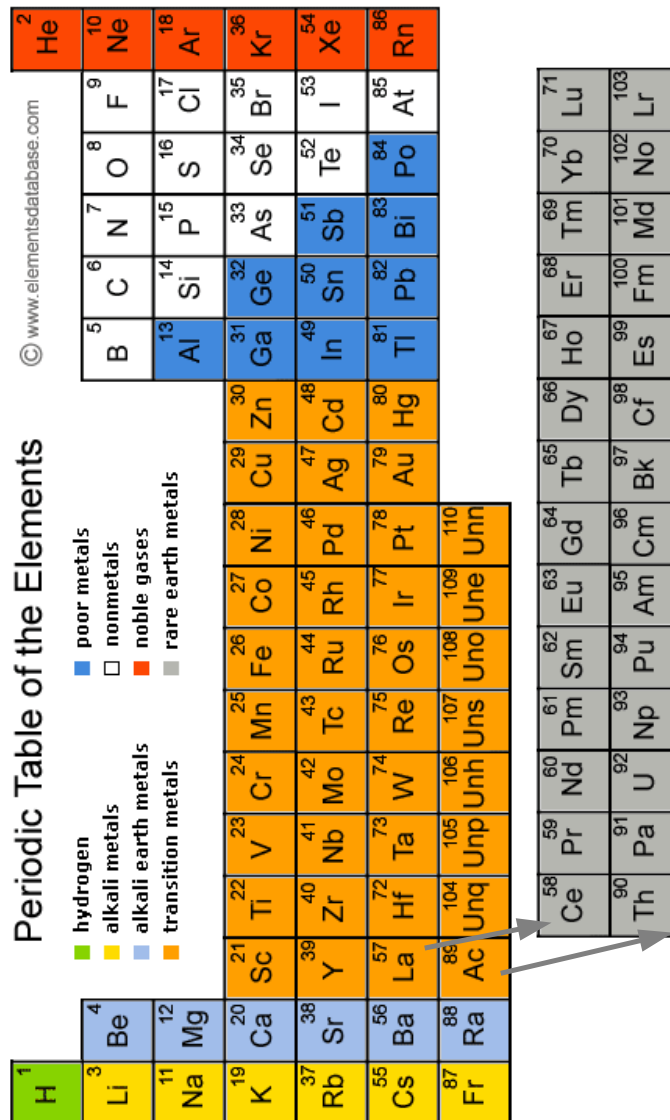 Periodic Table of the Elements © www.elementsdatabase.com
hydrogen poor metals
alkali metals nonmetals
alkali earth metals noble gases
transition metals rare earth metals
1 2
H He
3 4 5 6 7 8 9 10
Li Be B C N O F Ne
11 12 13 14 15 16 17 18
Na Mg Al Si P S Cl Ar
19 20 21 22 23 24 25 26 27 28 29 30 31 32 33 34 35 36
K Ca Sc Ti V Cr Mn Fe Co Ni Cu Zn Ga Ge As Se Br Kr
37 38 39 40 41 42 43 44 45 46 47 48 49 50 51 52 53 54
Rb Sr Y Zr Nb Mo Tc Ru Rh Pd Ag Cd In Sn Sb Te I Xe
55 56 57 72 73 74 75 76 77 78 79 80 81 82 83 84 85 86
Cs Ba La Hf Ta W Re Os Ir Pt Au Hg Tl Pb Bi Po At Rn
87 88 89 104 105 106 107 108 109 110
Fr Ra Ac Unq Unp Unh Uns Uno Une Unn
58 59 60 61 62 63 64 65 66 67 68 69 70 71
Ce Pr Nd Pm Sm Eu Gd Tb Dy Ho Er Tm Yb Lu
90 91 92 93 94 95 96 97 98 99 100 101 102 103
Th Pa U Np Pu Am Cm Bk Cf Es Fm Md No Lr